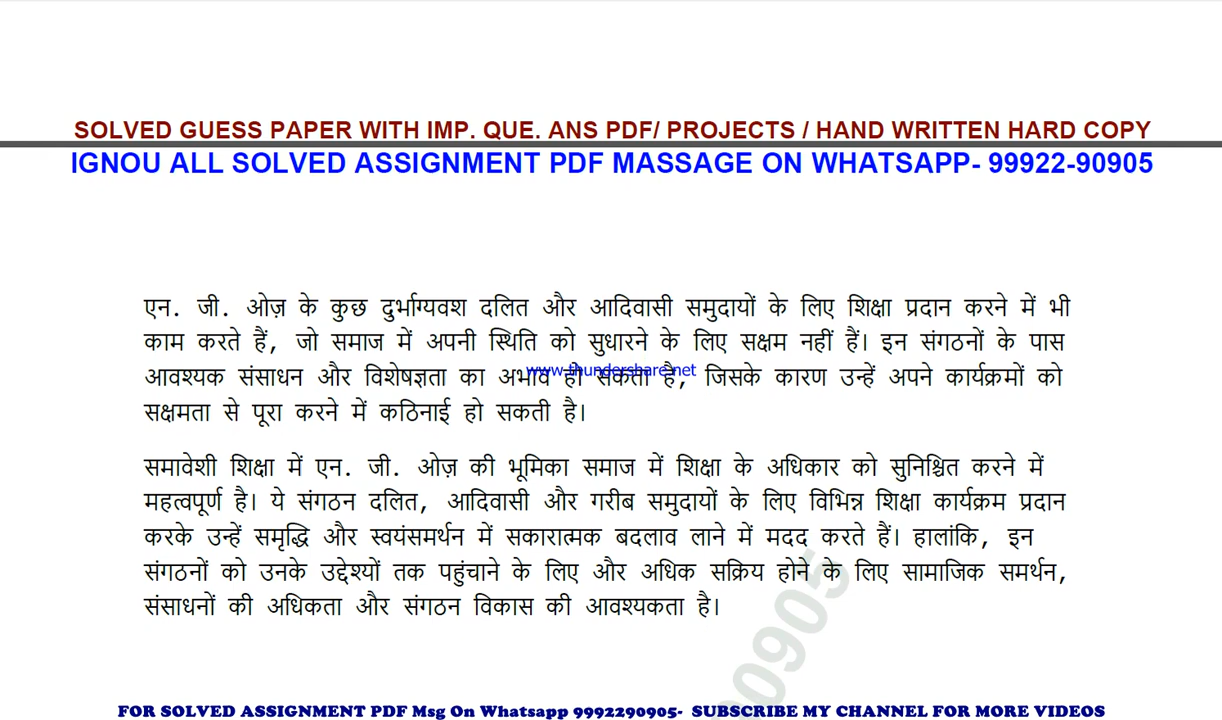 SOLVED GUESS PAPER WITH IMP. QUE. ANS PDF/ PROJECTS / HAND WRITTEN HARD COPY
IGNOU ALL SOLVED ASSIGNMENT PDF MASSAGE ON WHATSAPP- 99922-90905
एन. जी. ओज़ के कुछ दुर्भाग्यवश दलित और आदिवासी समुदायों के लिए शिक्षा प्रदान करने में भी
काम करते हैं, जो समाज में अपनी स्थिति को सुधारने के लिए सक्षम नहीं हैं। इन संगठनों के पास
www.thundershare.net
आवश्यक संसाधन और विशेषज्ञता का अभाव हो सकता है, जिसके कारण उन्हें अपने कार्यक्रमों को
सक्षमता से पूरा करने में कठिनाई हो सकती है।
समावेशी शिक्षा में एन. जी. ओज़ की भूमिका समाज में शिक्षा के अधिकार को सुनिश्चित करने में
महत्वपूर्ण है। ये संगठन दलित, आदिवासी और गरीब समुदायों के लिए विभिन्न शिक्षा कार्यक्रम प्रदान
करके उन्हें समृद्धि और स्वयंसमर्थन में सकारात्मक बदलाव लाने में मदद करते हैं। हालांकि, इन
संगठनों को उनके उद्देश्यों तक पहुंचाने के लिए और अधिक सक्रिय होने के लिए सामाजिक समर्थन,
संसाधनों की अधिकता और संगठन विकास की आवश्यकता है।
90905
FOR SOLVED ASSIGNMENT PDF Msg On Whatsapp 9992290905- SUBSCRIBE MY CHANNEL FOR MORE VIDEOS